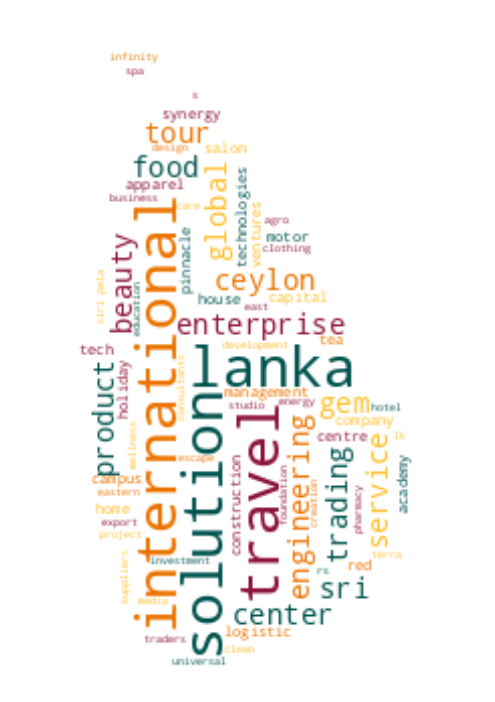 infinity
spa
s
synergy
tour
design
salon
food
apparel
business
care
global
technologies
ventures
agro
motor
clothing
international
beauty
education
pinnacle
siri pela
ceylon
house
capital
east
enterprise
development
tea
tech
lanka
holiday
product
consultants
management
studio
energy
gem
hotel
company
solution
travel
engineering
centre
lk
wellness
escape
campus
eastern
construction
foundation
creation
trading
pharmacy
service
academy
home
export
project
investment
terra
red
rs
sri
suppliers
media
center
logistic
traders
clean
universal